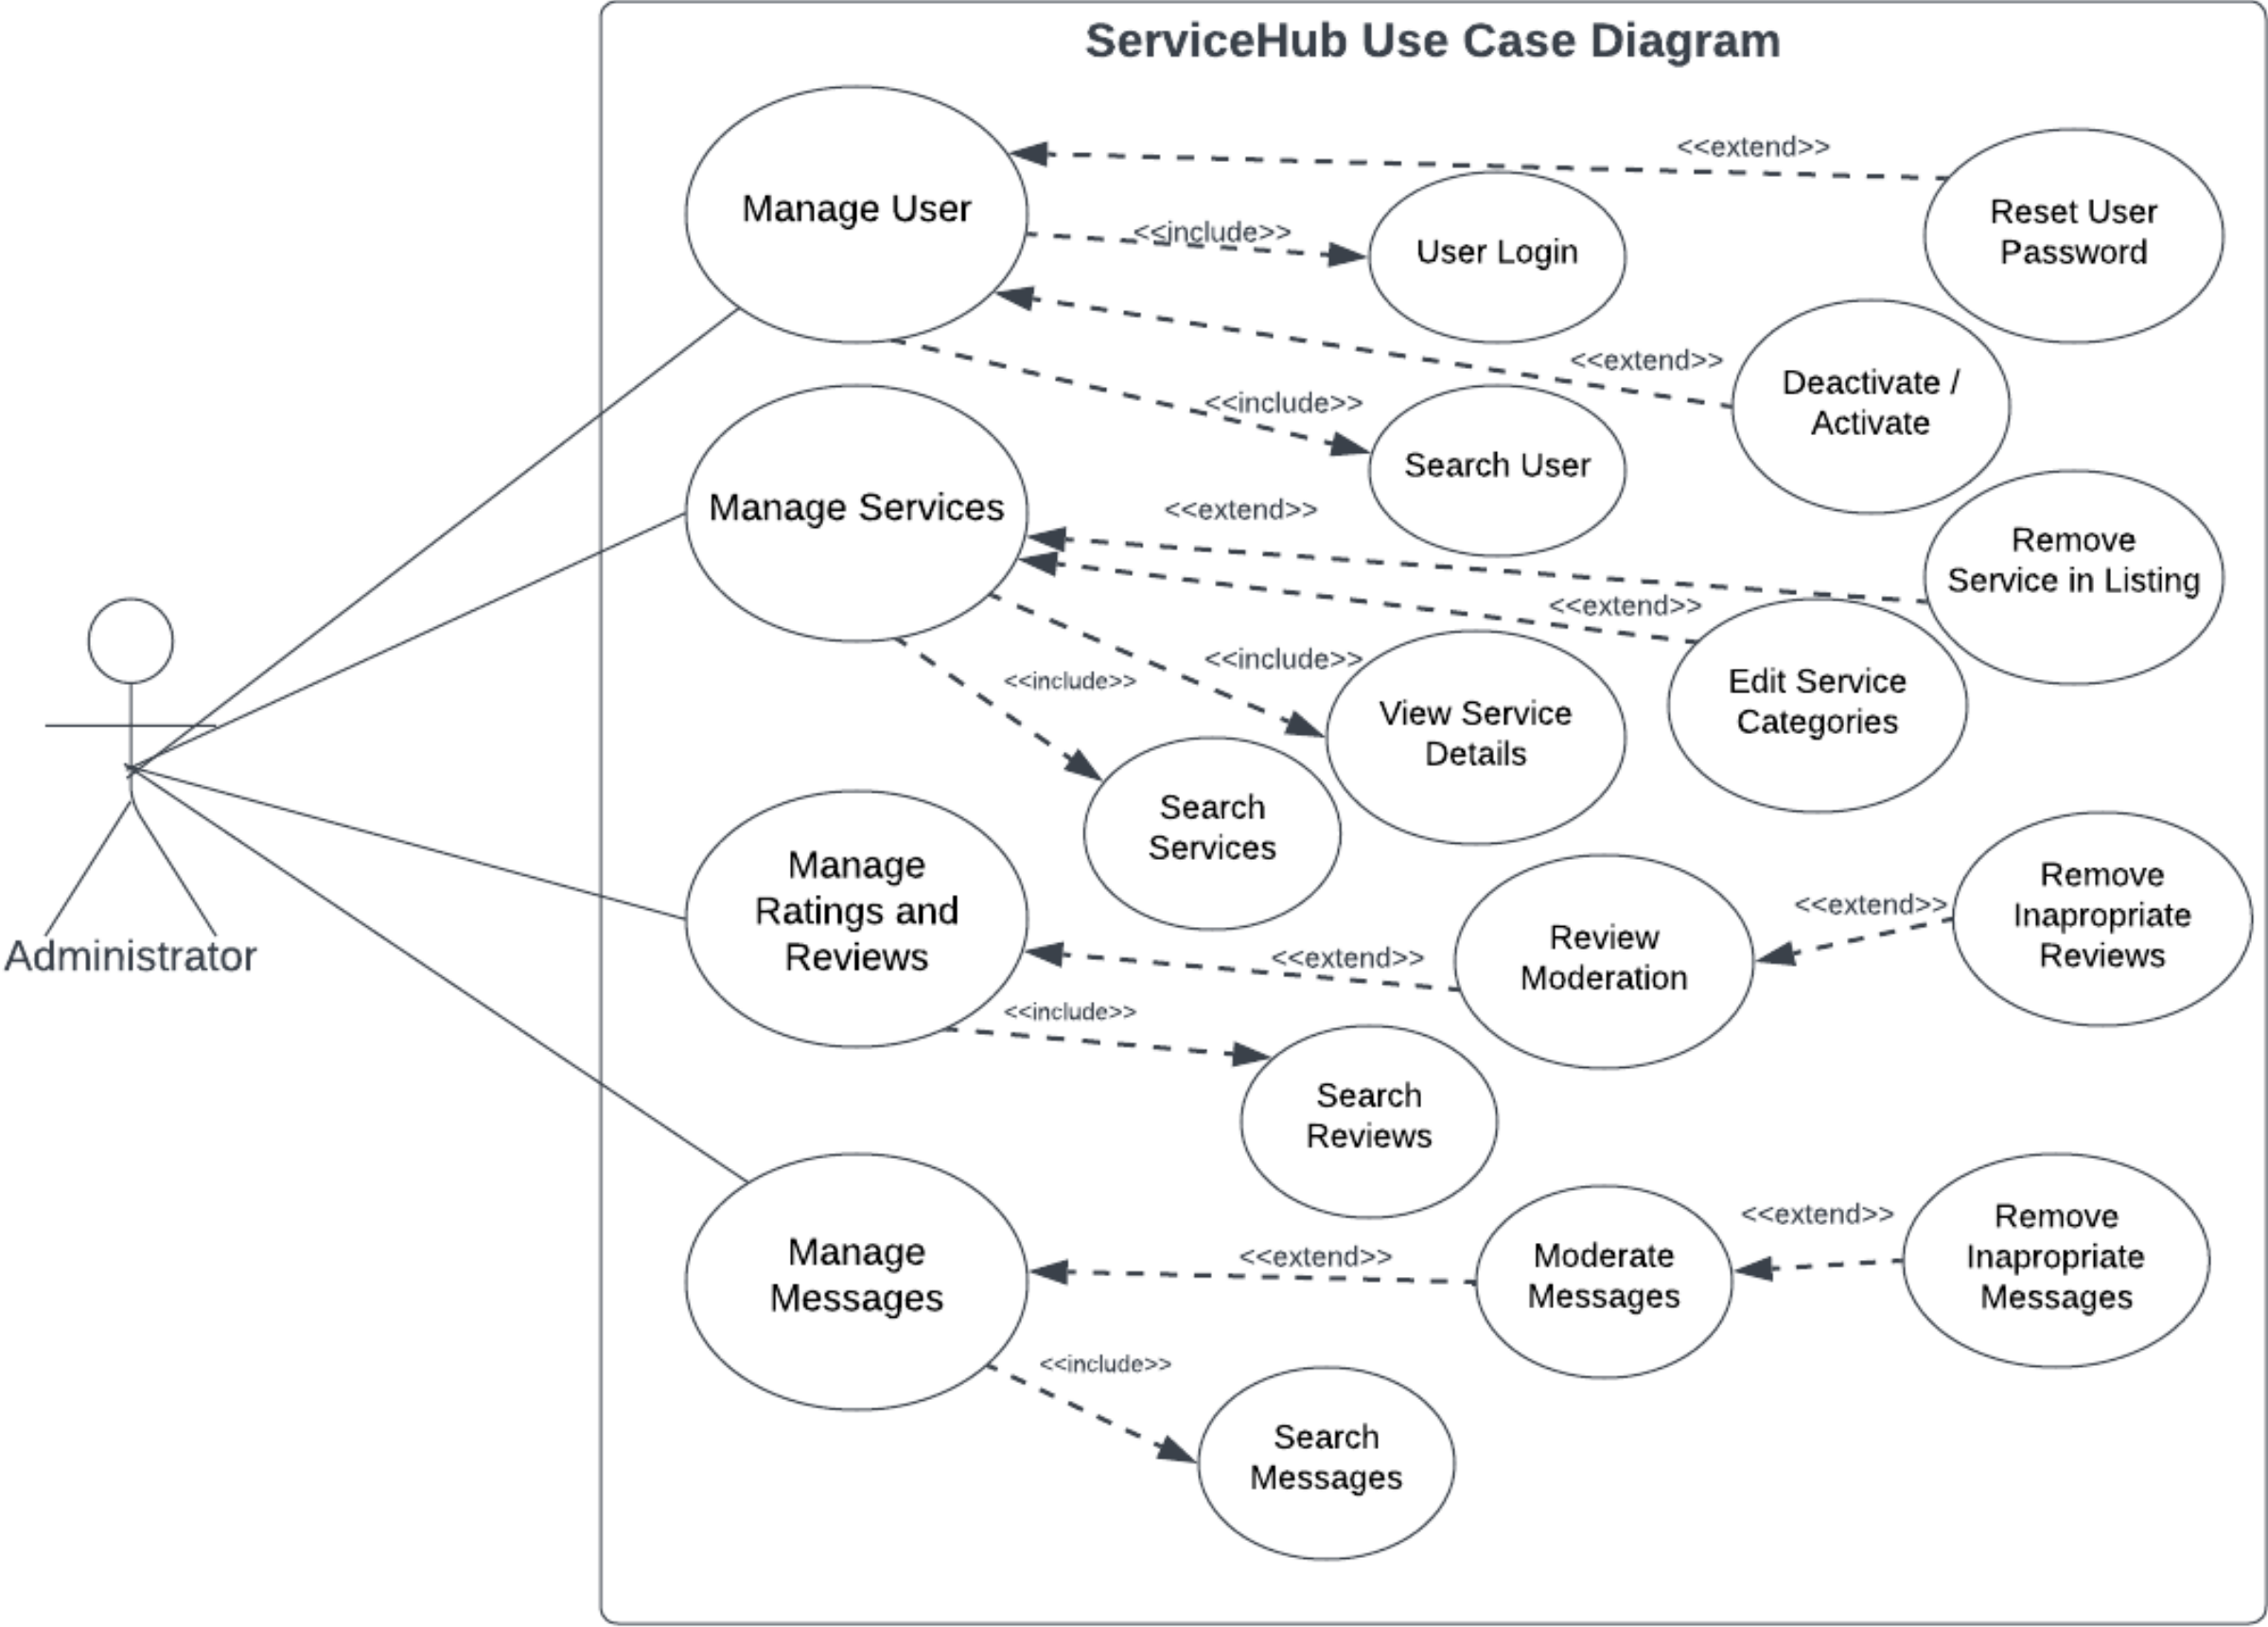 ServiceHub Use Case Diagram
Manage User
<<extend>>
Reset User
Password
<<include>>
User Login
<<extend>>
Deactivate /
Activate
<<include>>
Search User
Manage Services
<<extend>>
Remove
Service in Listing
<<extend>>
Edit Service
Categories
<<include>>
View Service
Details
<<include>>
Search
Services
Administrator
Manage
Ratings and
Reviews
<<extend>>
Review
Moderation
<<extend>>
Remove
Inapropriate
Reviews
<<include>>
Search
Reviews
Manage
Messages
<<extend>>
Moderate
Messages
<<extend>>
Remove
Inapropriate
Messages
<<include>>
Search
Messages